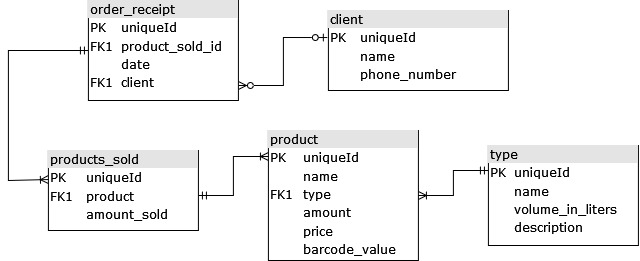 order_receipt
PK uniqueId
FK1 product_sold_id
date
FK1 client
client
PK uniqueId
name
phone_number
products_sold
PK uniqueId
FK1 product
amount_sold
product
PK uniqueId
name
FK1 type
amount
price
barcode_value
type
PK uniqueId
name
volume_in_liters
description